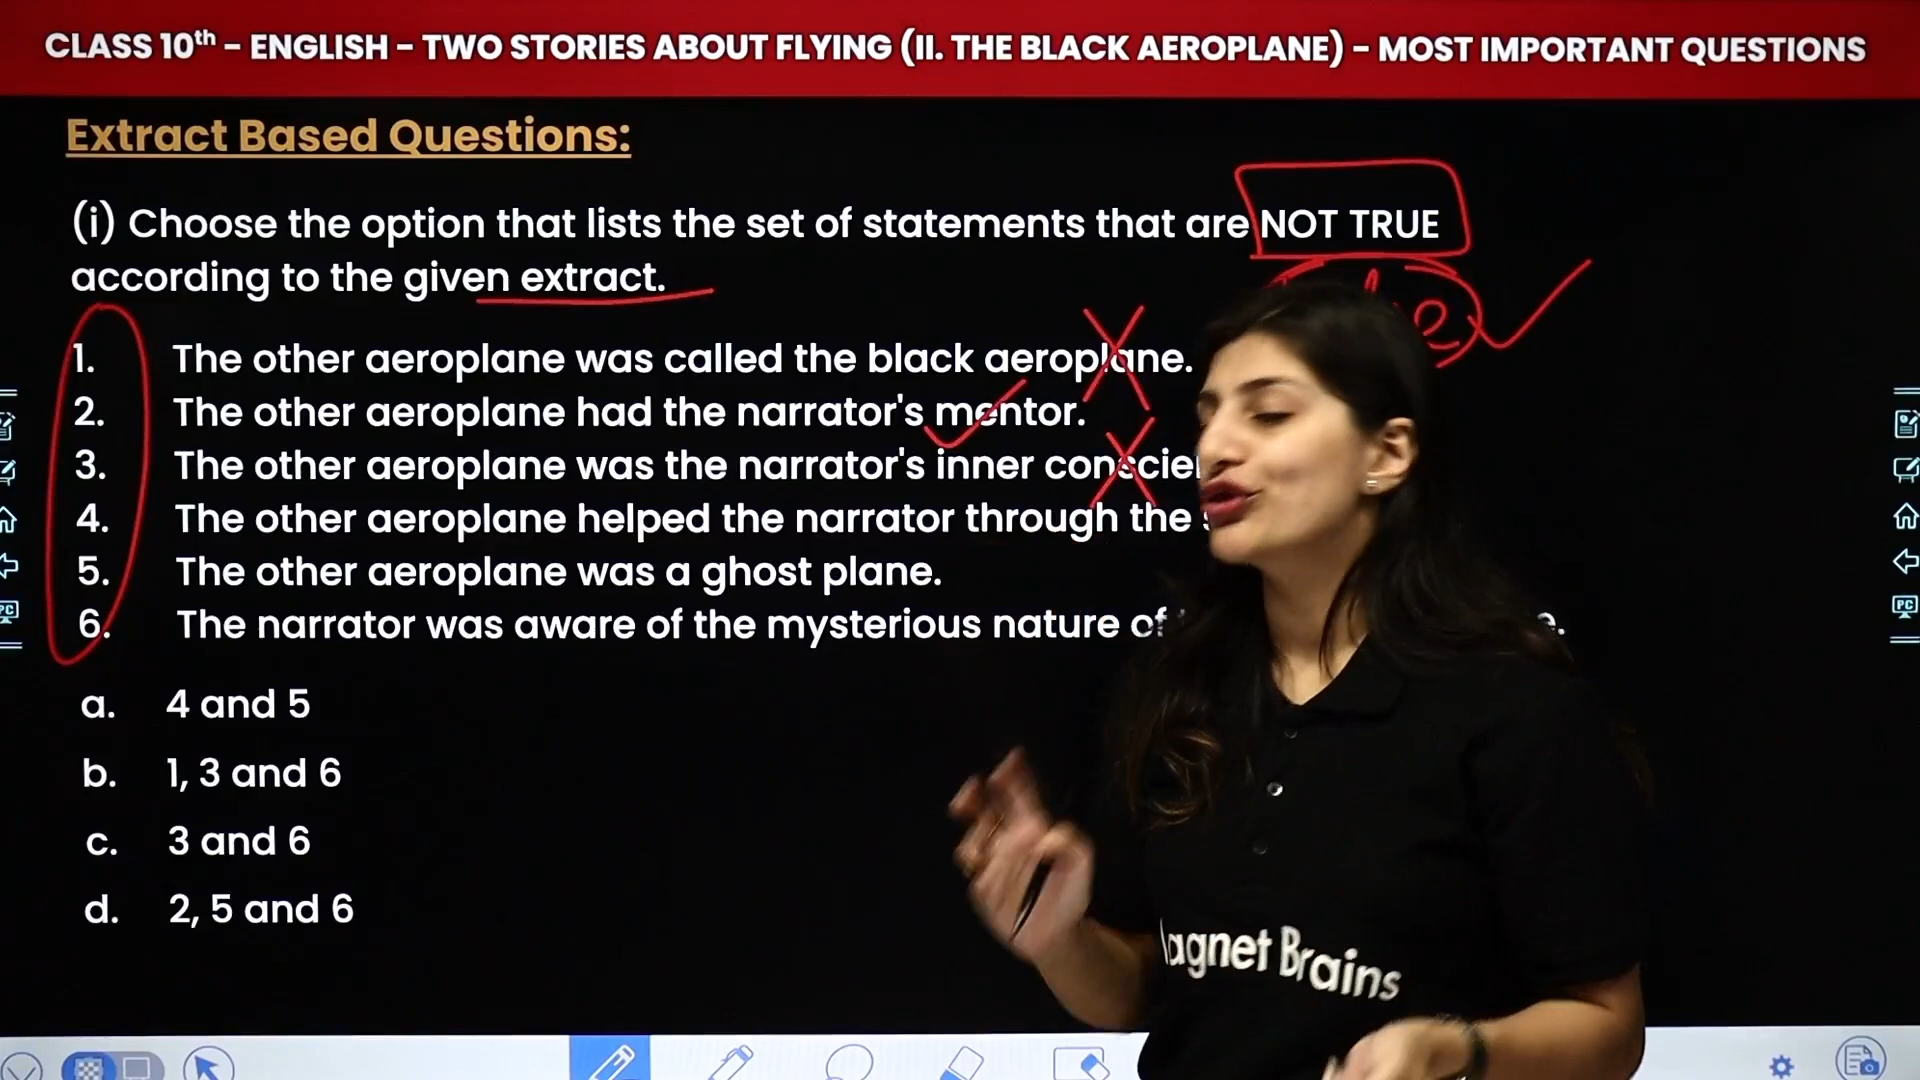 CLASS 10th – ENGLISH – TWO STORIES ABOUT FLYING (II. THE BLACK AEROPLANE) – MOST IMPORTANT QUESTIONS
Extract Based Questions:
(i) Choose the option that lists the set of statements that are NOT TRUE
according to the given extract.
1. The other aeroplane was called the black aeroplane.
2. The other aeroplane had the narrator's mentor.
3. The other aeroplane was the narrator's inner
4. The other aeroplane helped the narrator through the
5. The other aeroplane was a ghost plane.
6. The narrator was aware of the mysterious nature of
a. 4 and 5
b. 1, 3 and 6
c. 3 and 6
d. 2, 5 and 6
agnet Brains
PC
PC